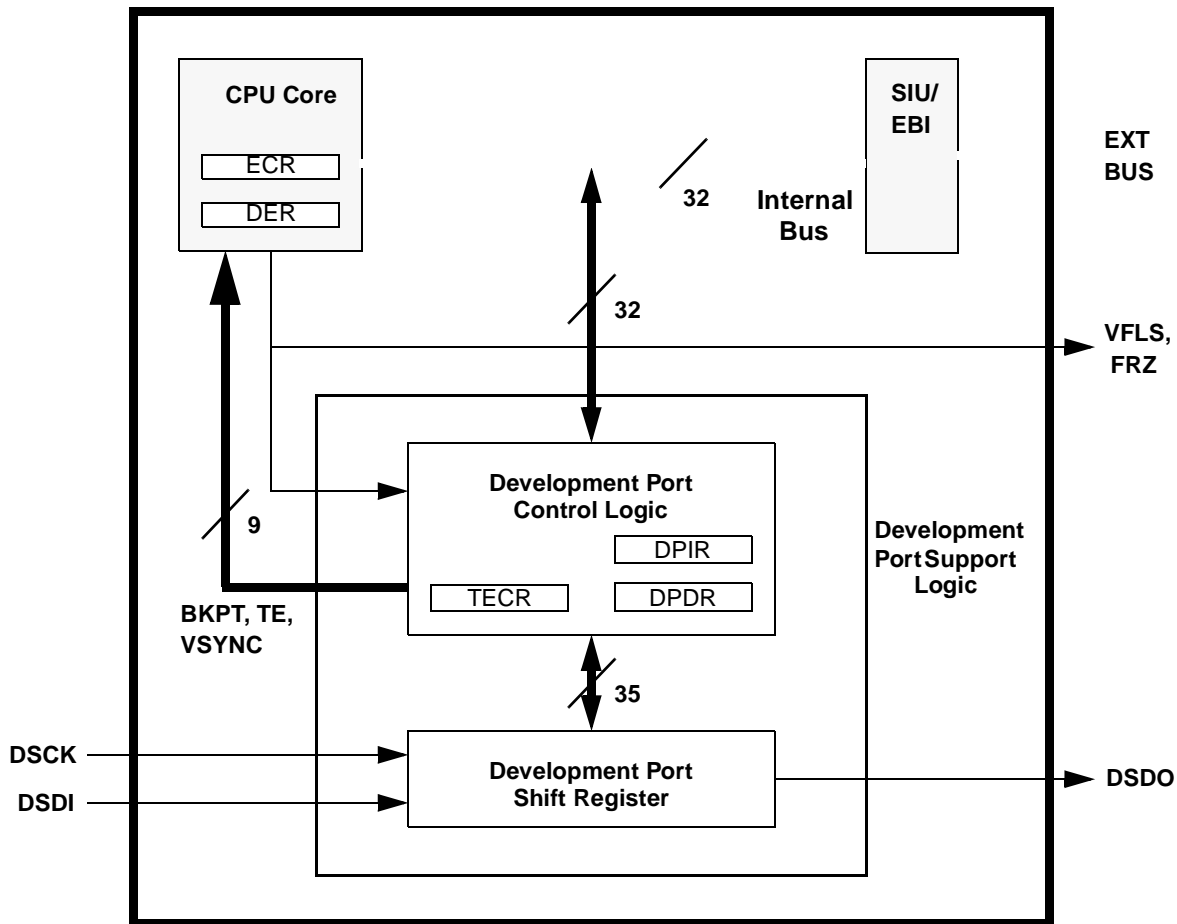 CPU Core
ECR
DER
SIU/
EBI
EXT
BUS
32
Internal
Bus
32
VFLS,
FRZ
Development Port
Control Logic
DPIR
TECR
DPDR
9
Development
Port Support
Logic
BKPT, TE,
VSYNC
35
DSCK
DSDI
Development Port
Shift Register
DSDO